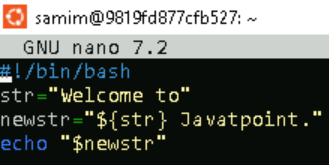 samim@9819fd877cfb527: ~
GNU nano 7.2
#!/bin/bash
str="Welcome to"
newstr="${str} Javatpoint."
echo "$newstr"